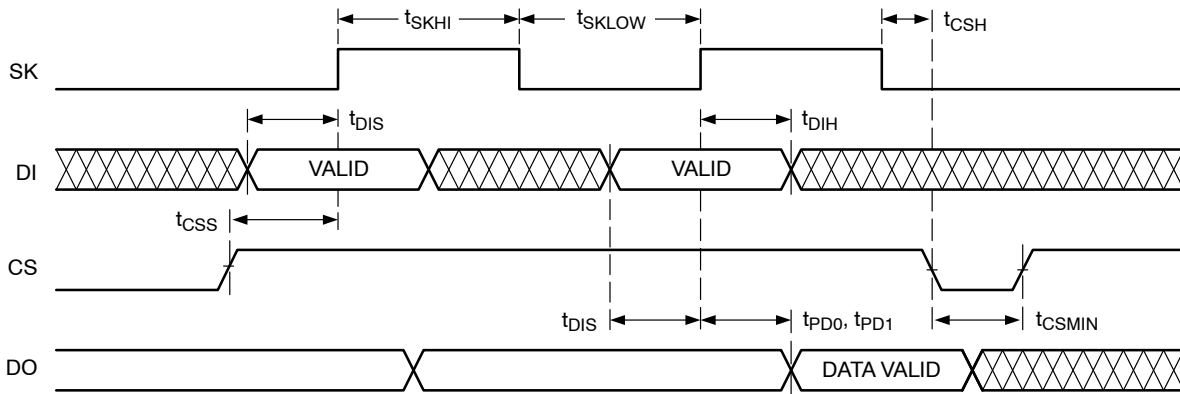 tSKHI tSKLOW tCSH
SK
tDIS tDIH
DI VALID VALID
tCSS
CS
tDIS tPD0, tPD1 tCSMIN
DO DATA VALID